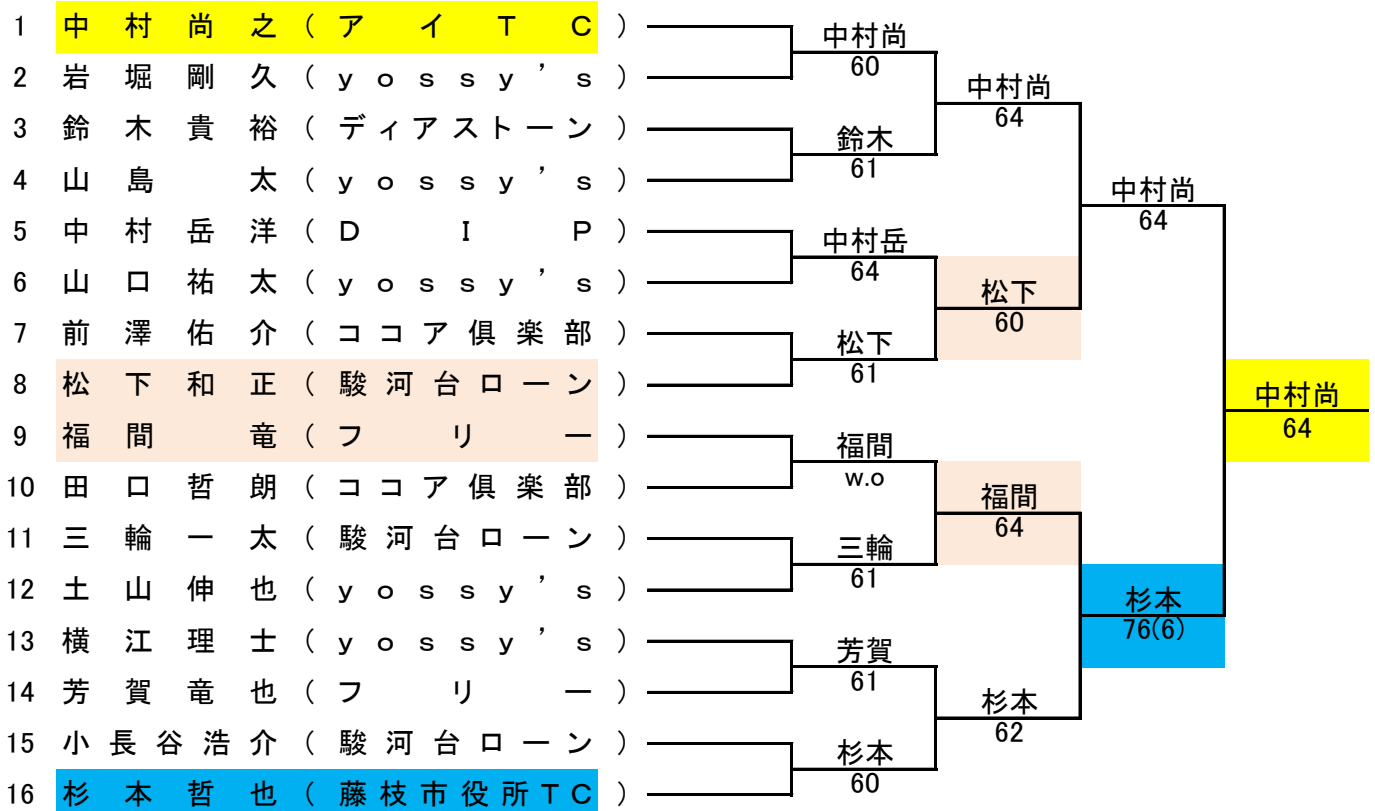 1 中村尚之(アイTC)
2 岩堀剛久(yossy’s)
3 鈴木貴裕(ディアストーン)
4 山島 太(yossy’s)
5 中村岳洋(DIP)
6 山口祐太(yossy’s)
7 前澤佑介(ココア倶楽部)
8 松下和正(駿河台ローン)
9 福間 竜(フリー)
10 田口哲朗(ココア倶楽部)
11 三輪一太(駿河台ローン)
12 土山伸也(yossy’s)
13 横江理士(yossy’s)
14 芳賀竜也(フリー)
15 小長谷浩介(駿河台ローン)
16 杉本哲也(藤枝市役所TC)
中村尚
60
鈴木
61
中村岳
64
松下
61
福間
w.o
三輪
61
芳賀
61
杉本
60
中村尚
64
松下
60
福間
64
杉本
62
中村尚
64
杉本
76(6)
中村尚
64